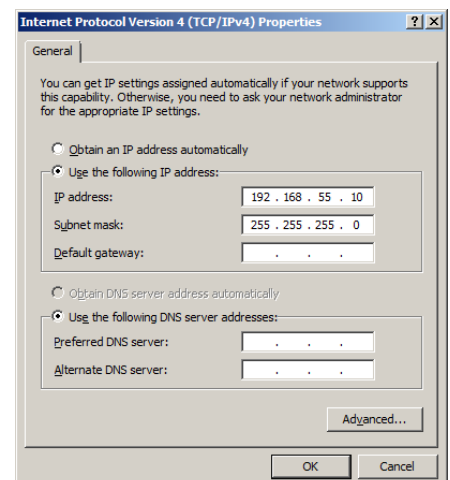 Internet Protocol Version 4 (TCP/IPv4) Properties
General
You can get IP settings assigned automatically if your network supports
this capability. Otherwise, you need to ask your network administrator
for the appropriate IP settings.
Obtain an IP address automatically
Use the following IP address:
IP address: 192 . 168 . 55 . 10
Subnet mask: 255 . 255 . 255 . 0
Default gateway: . . .
Obtain DNS server address automatically
Use the following DNS server addresses:
Preferred DNS server: . . .
Alternate DNS server: . . .
Advanced...
OK Cancel